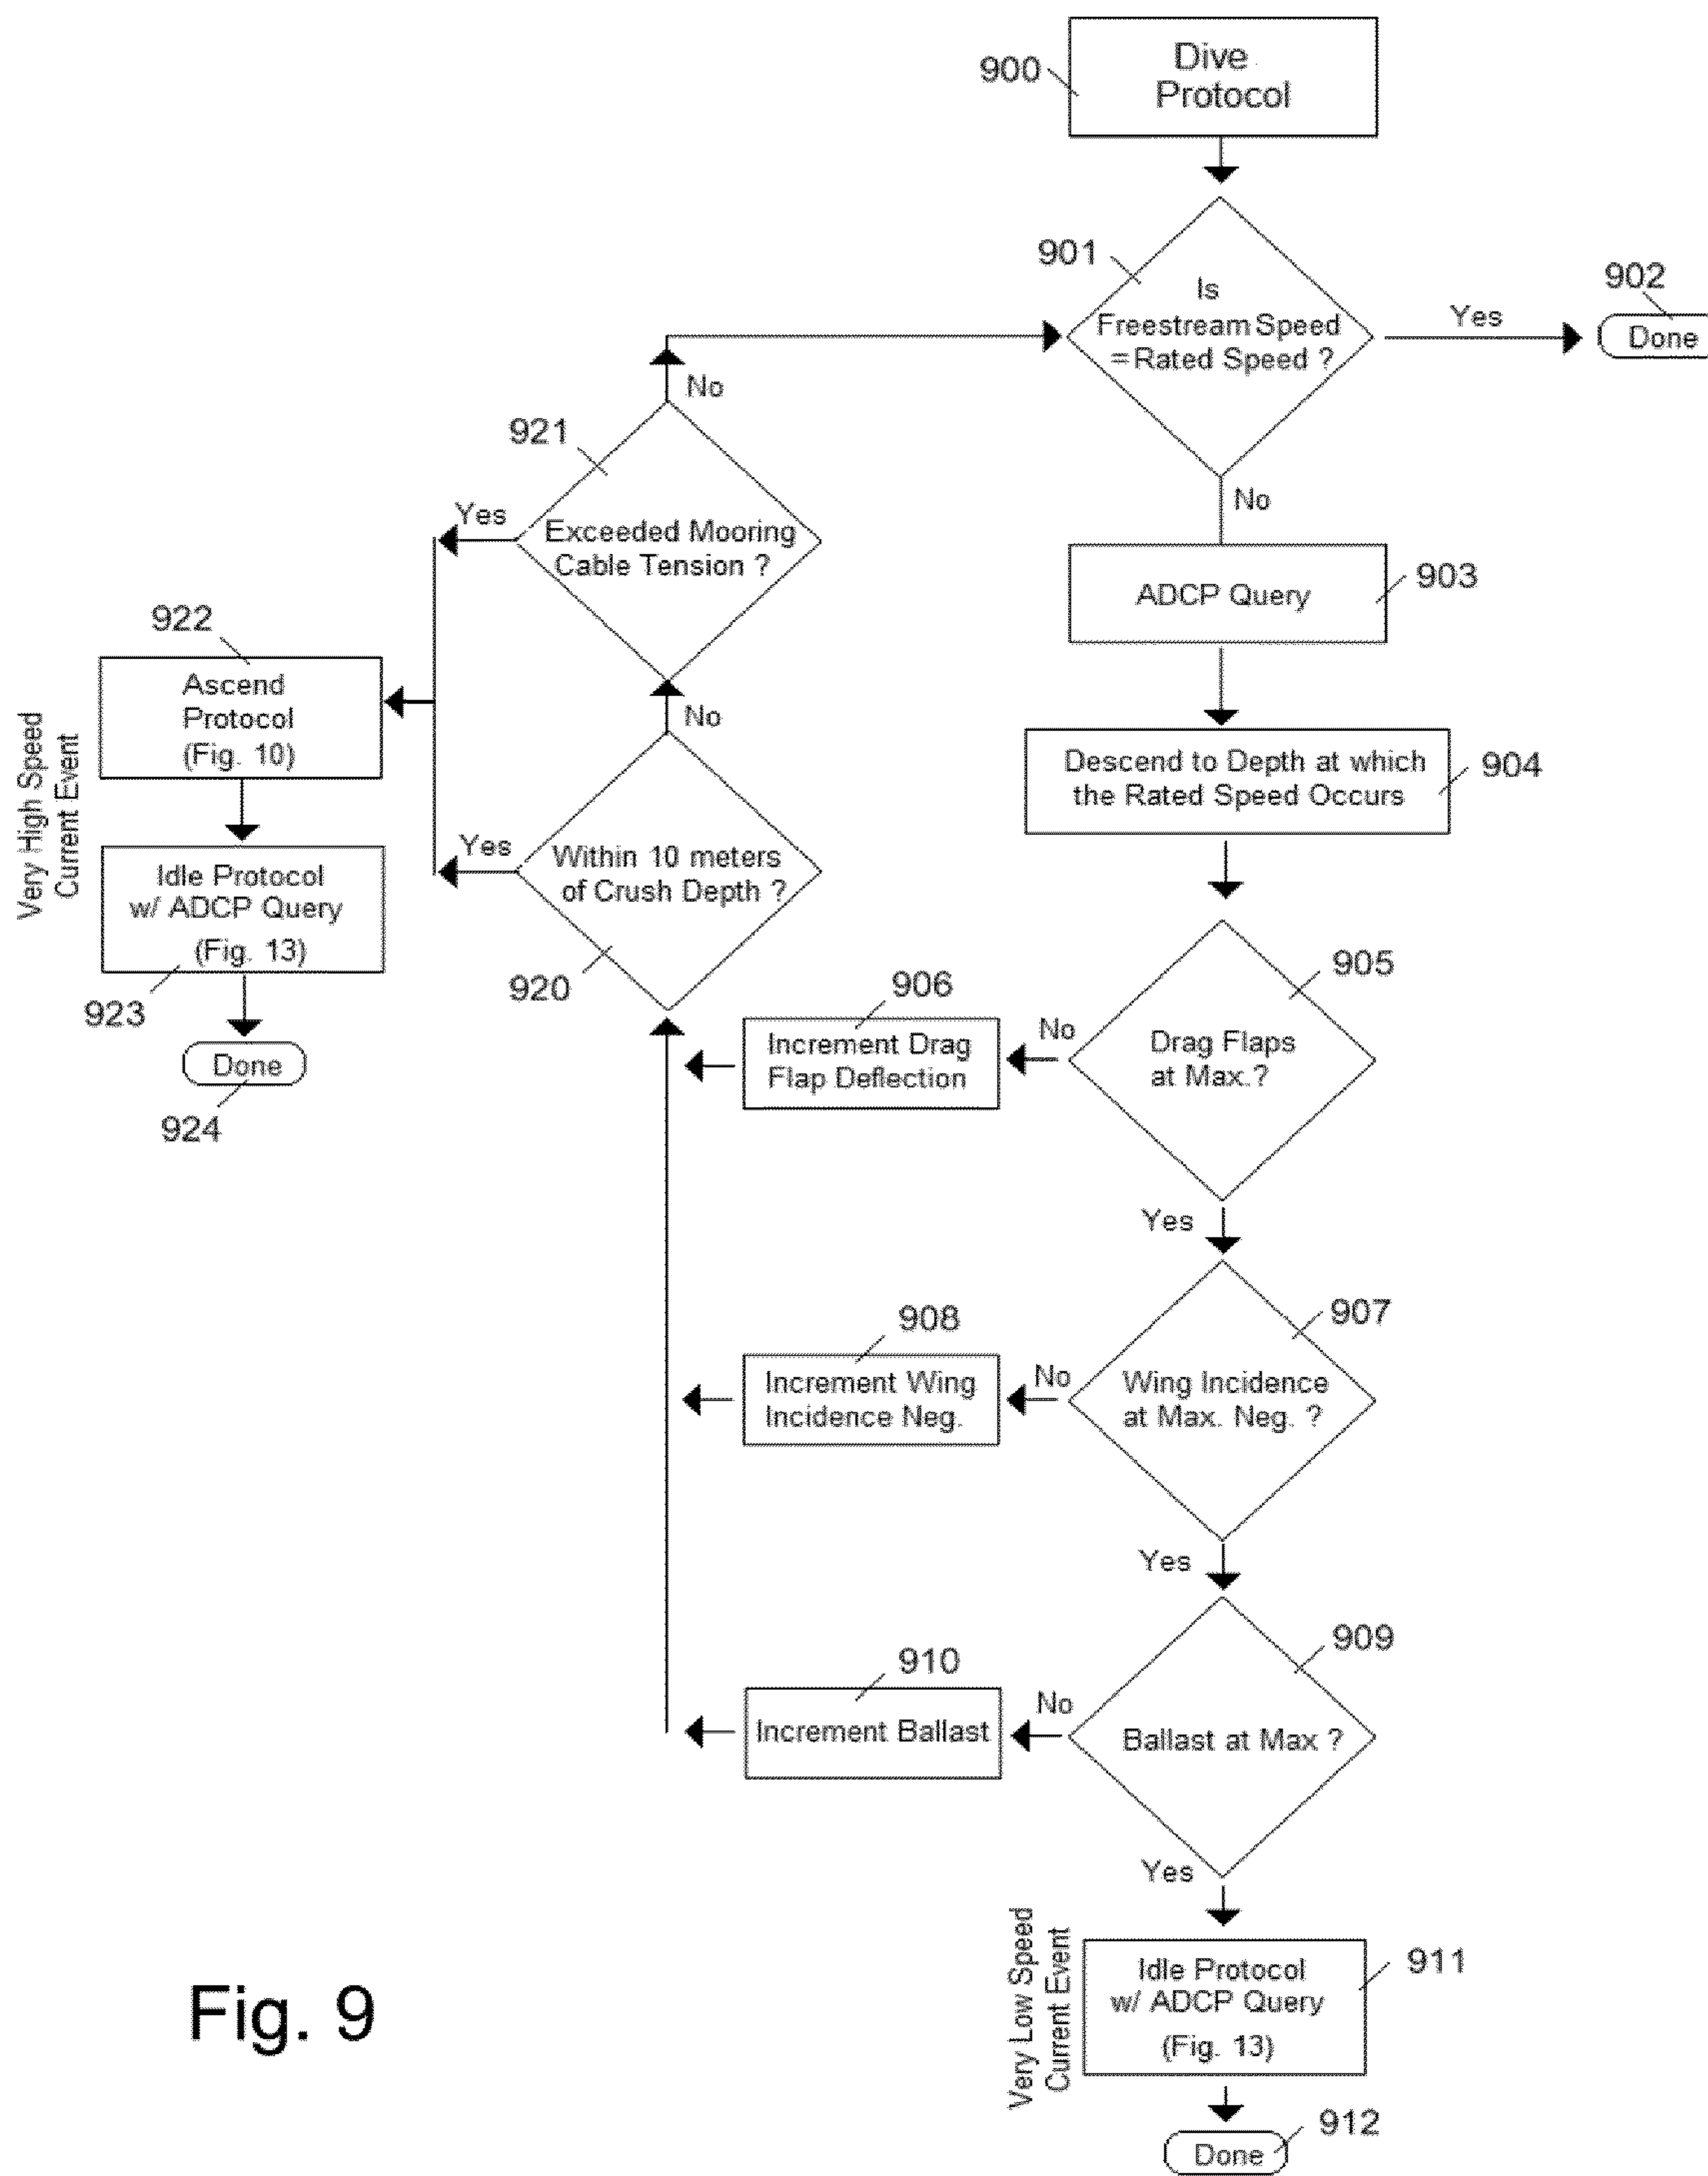 900
Dive
Protocol
901
Is
Freestream Speed
= Rated Speed ?
Yes
902
Done
No
903
ADCP Query
904
Descend to Depth at which
the Rated Speed Occurs
905
Drag Flaps
at Max.?
No
906
Increment Drag
Flap Deflection
Yes
907
Wing Incidence
at Max. Neg. ?
No
908
Increment Wing
Incidence Neg.
Yes
909
Ballast at Max ?
No
910
Increment Ballast
Yes
Very Low Speed
Current Event
911
Idle Protocol
w/ ADCP Query
(Fig. 13)
912
Done
920
Within 10 meters
of Crush Depth ?
Yes
No
921
Exceeded Mooring
Cable Tension ?
Yes
No
922
Ascend
Protocol
(Fig. 10)
Very High Speed
Current Event
923
Idle Protocol
w/ ADCP Query
(Fig. 13)
924
Done
Fig. 9